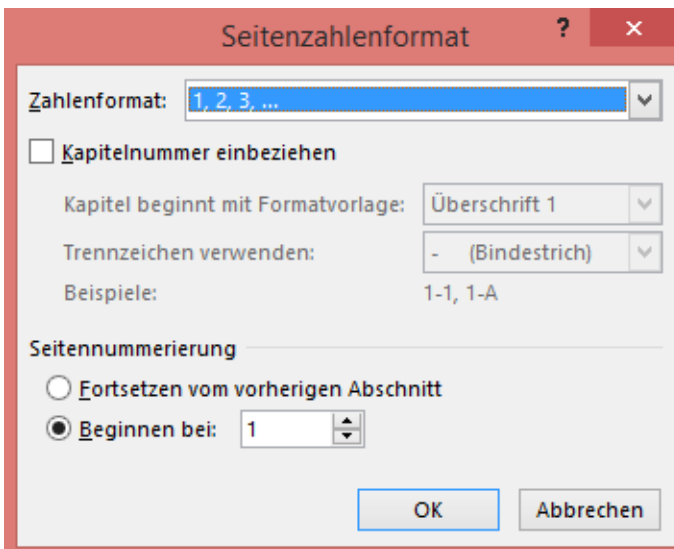 Seitenzahlenformat ? ×
Zahlenformat: 1, 2, 3, ...
Kapitelnummer einbeziehen
Kapitel beginnt mit Formatvorlage: Überschrift 1
Trennzeichen verwenden: - (Bindestrich)
Beispiele: 1-1, 1-A
Seitennummerierung
Fortsetzen vom vorherigen Abschnitt
Beginnen bei: 1
OK Abbrechen